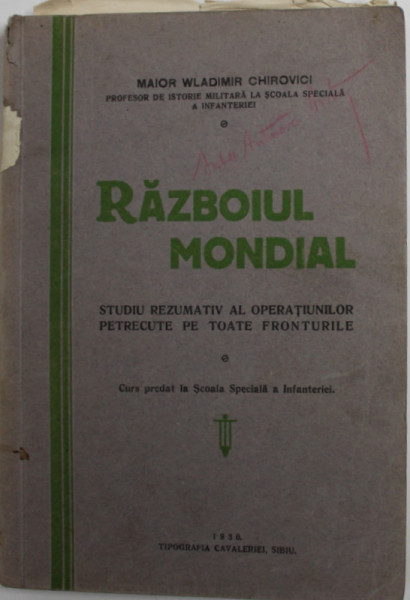 MAIOR WLADIMIR CHIROVICI
PROFESOR DE ISTORIE MILITARĂ LA ȘCOALA SPECIALĂ
A INFANTERIEI
RĂZBOIUL
MONDIAL
STUDIU REZUMATIV AL OPERAȚIUNILOR
PETRECUTE PE TOATE FRONTURILE
Curs predat la Școala Specială a Infanteriei.
TIPOGRAFIA CAVALERIEI, SIBIU.